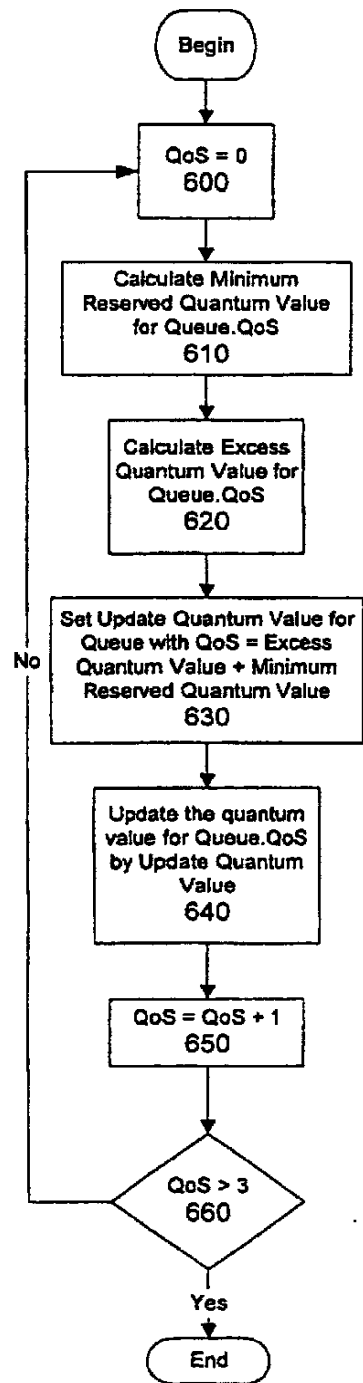 Begin
QoS = 0
600
Calculate Minimum
Reserved Quantum Value
for Queue.QoS
610
Calculate Excess
Quantum Value for
Queue.QoS
620
Set Update Quantum Value for
Queue with QoS = Excess
Quantum Value + Minimum
Reserved Quantum Value
630
No
Update the quantum
value for Queue.QoS
by Update Quantum
Value
640
QoS = QoS + 1
650
QoS > 3
660
Yes
End